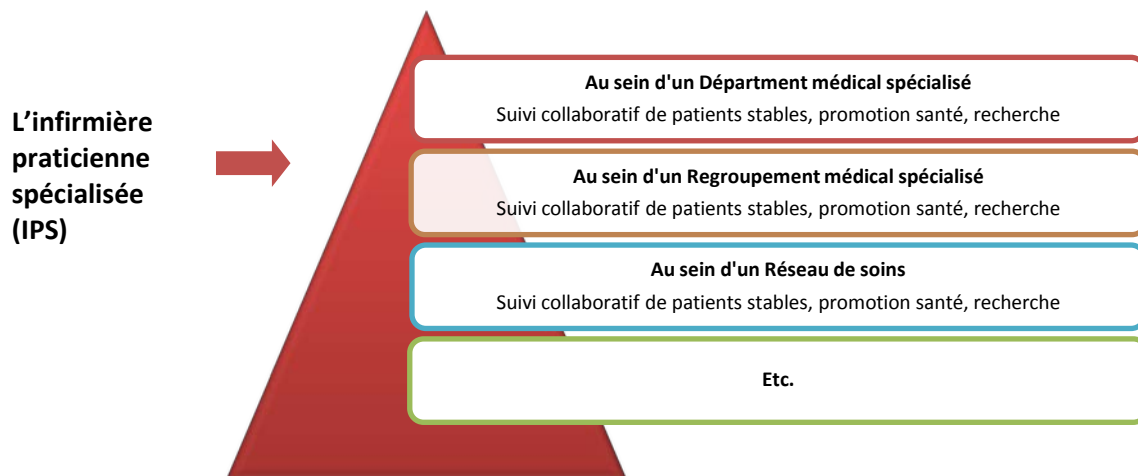 L'infirmière
praticienne
spécialisée
(IPS)
Au sein d'un Départment médical spécialisé
Suivi collaboratif de patients stables, promotion santé, recherche
Au sein d'un Regroupement médical spécialisé
Suivi collaboratif de patients stables, promotion santé, recherche
Au sein d'un Réseau de soins
Suivi collaboratif de patients stables, promotion santé, recherche
Etc.